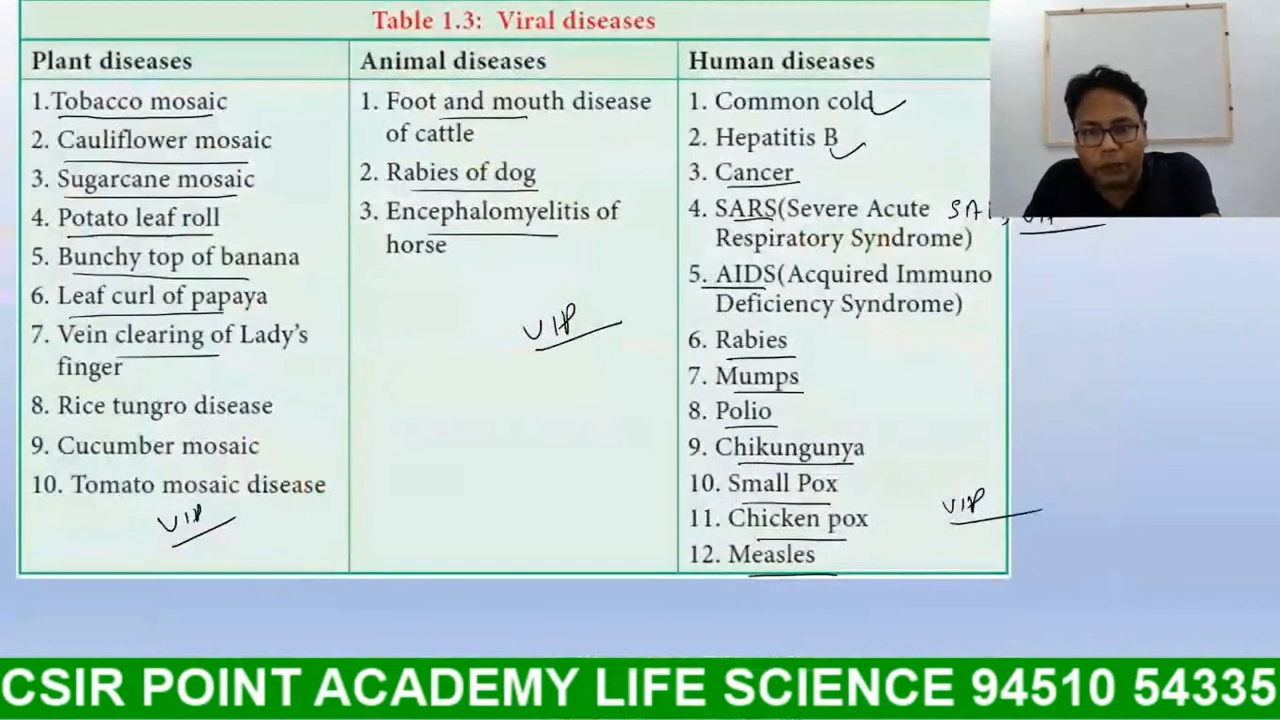 Table 1.3: Viral diseases
Plant diseases
1.Tobacco mosaic
2. Cauliflower mosaic
3. Sugarcane mosaic
4. Potato leaf roll
5. Bunchy top of banana
6. Leaf curl of papaya
7. Vein clearing of Lady's
finger
8. Rice tungro disease
9. Cucumber mosaic
10. Tomato mosaic disease
VIP
Animal diseases
1. Foot and mouth disease
of cattle
2. Rabies of dog
3. Encephalomyelitis of
horse
VIP
Human diseases
1. Common cold
2. Hepatitis B
3. Cancer
4. SARS(Severe Acute
Respiratory Syndrome)
5. AIDS(Acquired Immuno
Deficiency Syndrome)
6. Rabies
7. Mumps
8. Polio
9. Chikungunya
10. Small Pox
11. Chicken pox
12. Measles
VIP
CSIR POINT ACADEMY LIFE SCIENCE 94510 54335